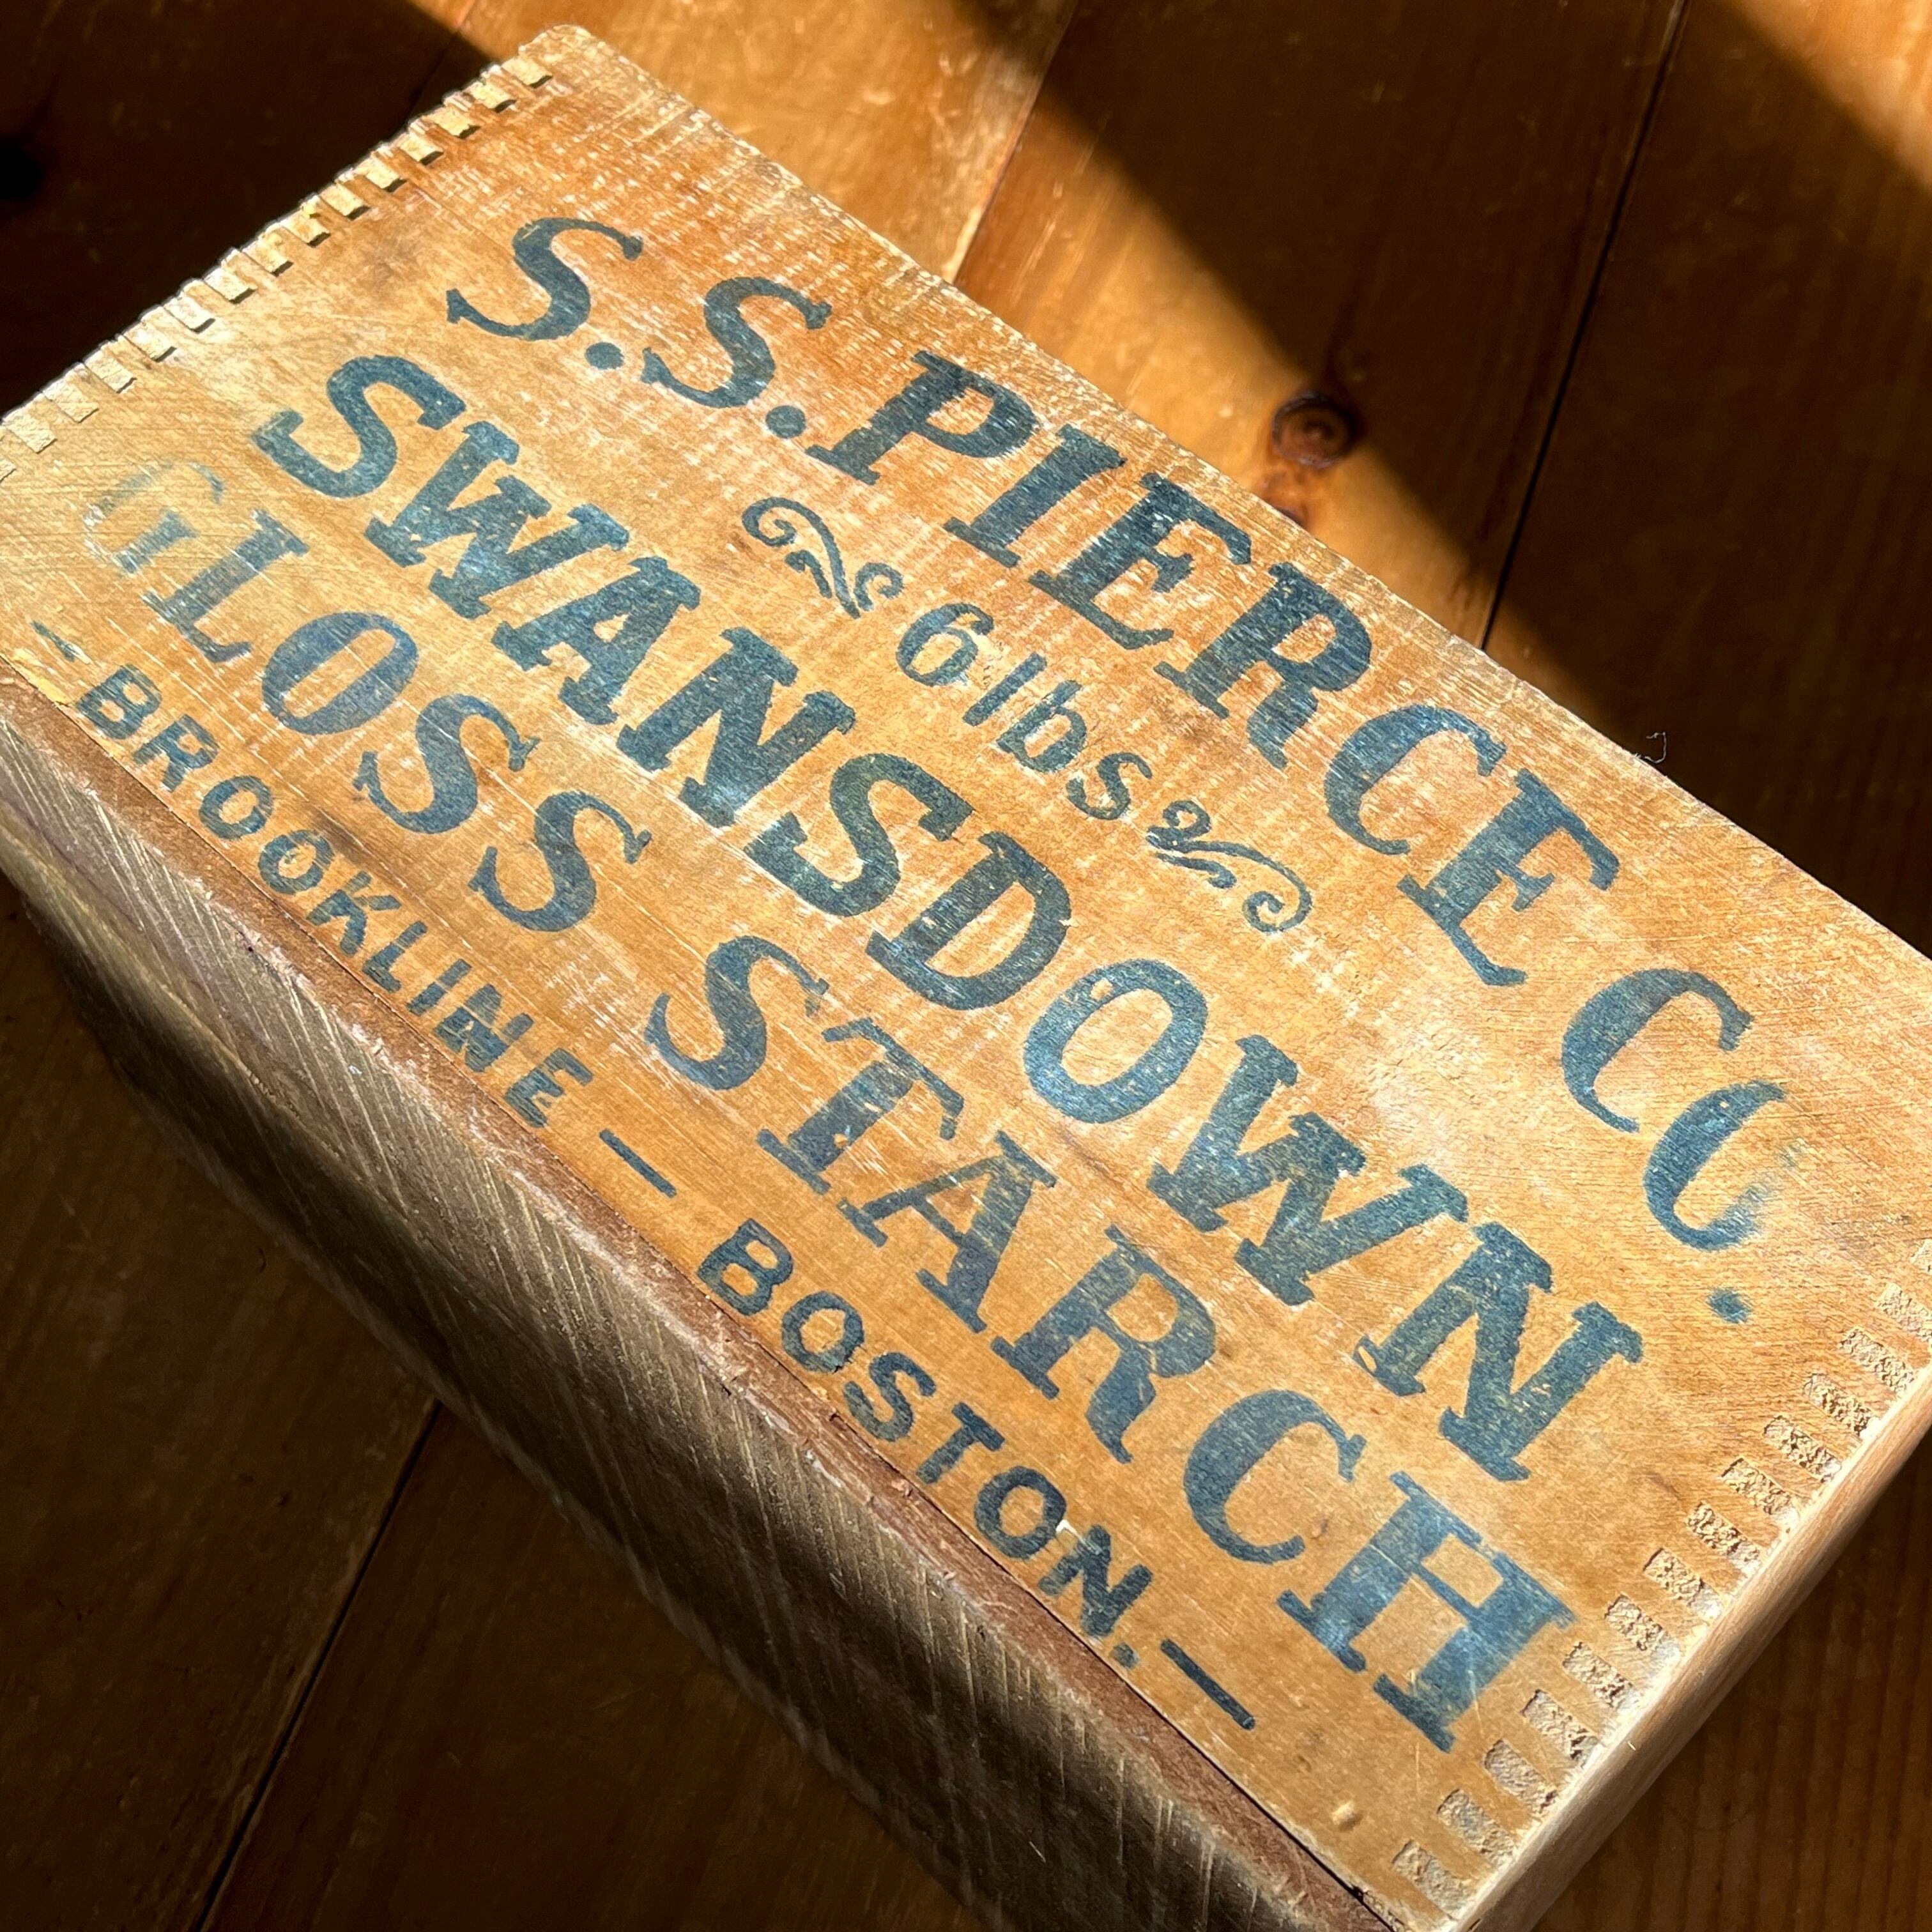 S.S. PIERCE CO.
6 lbs
SWANSDOWN
GLOSS STARCH
- BROOKLINE — BOSTON. —